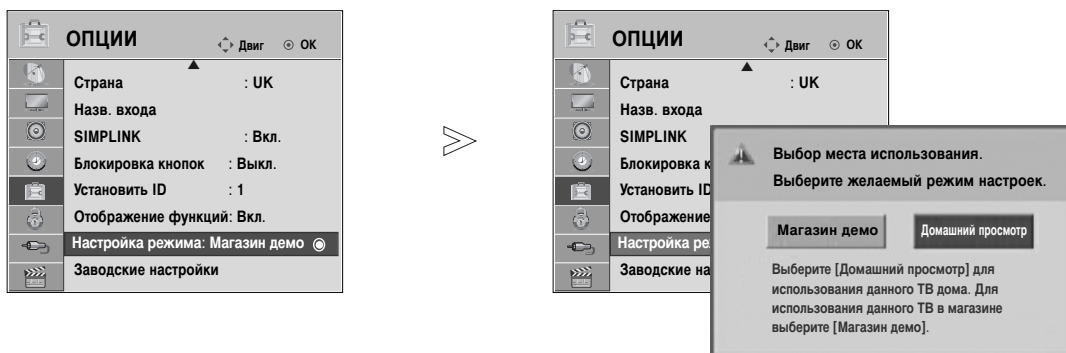 ОПЦИИ Двиг ОК
Страна : UK
Назв. входа
SIMPLINK : Вкл.
Блокировка кнопок : Выкл.
Установить ID : 1
Отображение функций: Вкл.
Настройка режима: Магазин демо
Заводские настройки
ОПЦИИ Двиг ОК
Страна : UK
Назв. входа
SIMPLINK
Блокировка к
Установить ID
Отображение
Настройка ре
Заводские на
Выбор места использования.
Выберите желаемый режим настроек.
Магазин демо Домашний просмотр
Выберите [Домашний просмотр] для
использования данного ТВ дома. Для
использования данного ТВ в магазине
выберите [Магазин демо].